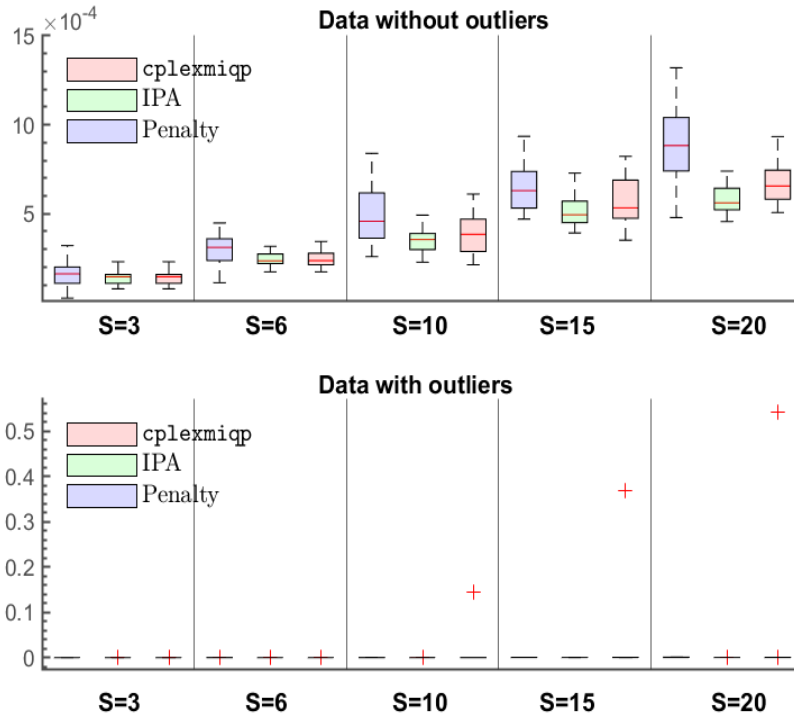 ×10⁻⁴
Data without outliers
15
cplexmiqp
IPA
10
Penalty
5
S=3 S=6 S=10 S=15 S=20
Data with outliers
0.5
cplexmiqp
IPA
0.4
Penalty
0.3
0.2
0.1
0
S=3 S=6 S=10 S=15 S=20